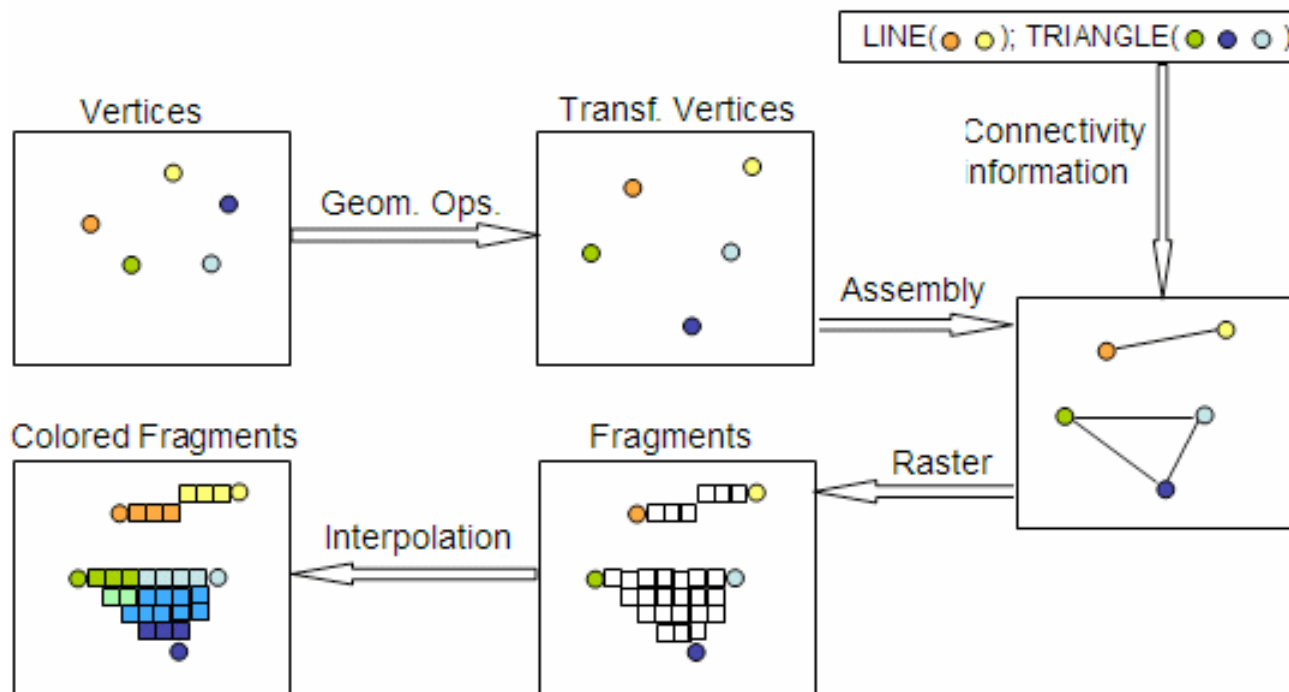 LINE( ); TRIANGLE( )
Vertices
Transf. Vertices
Connectivity
information
Geom. Ops.
Assembly
Colored Fragments
Fragments
Raster
Interpolation